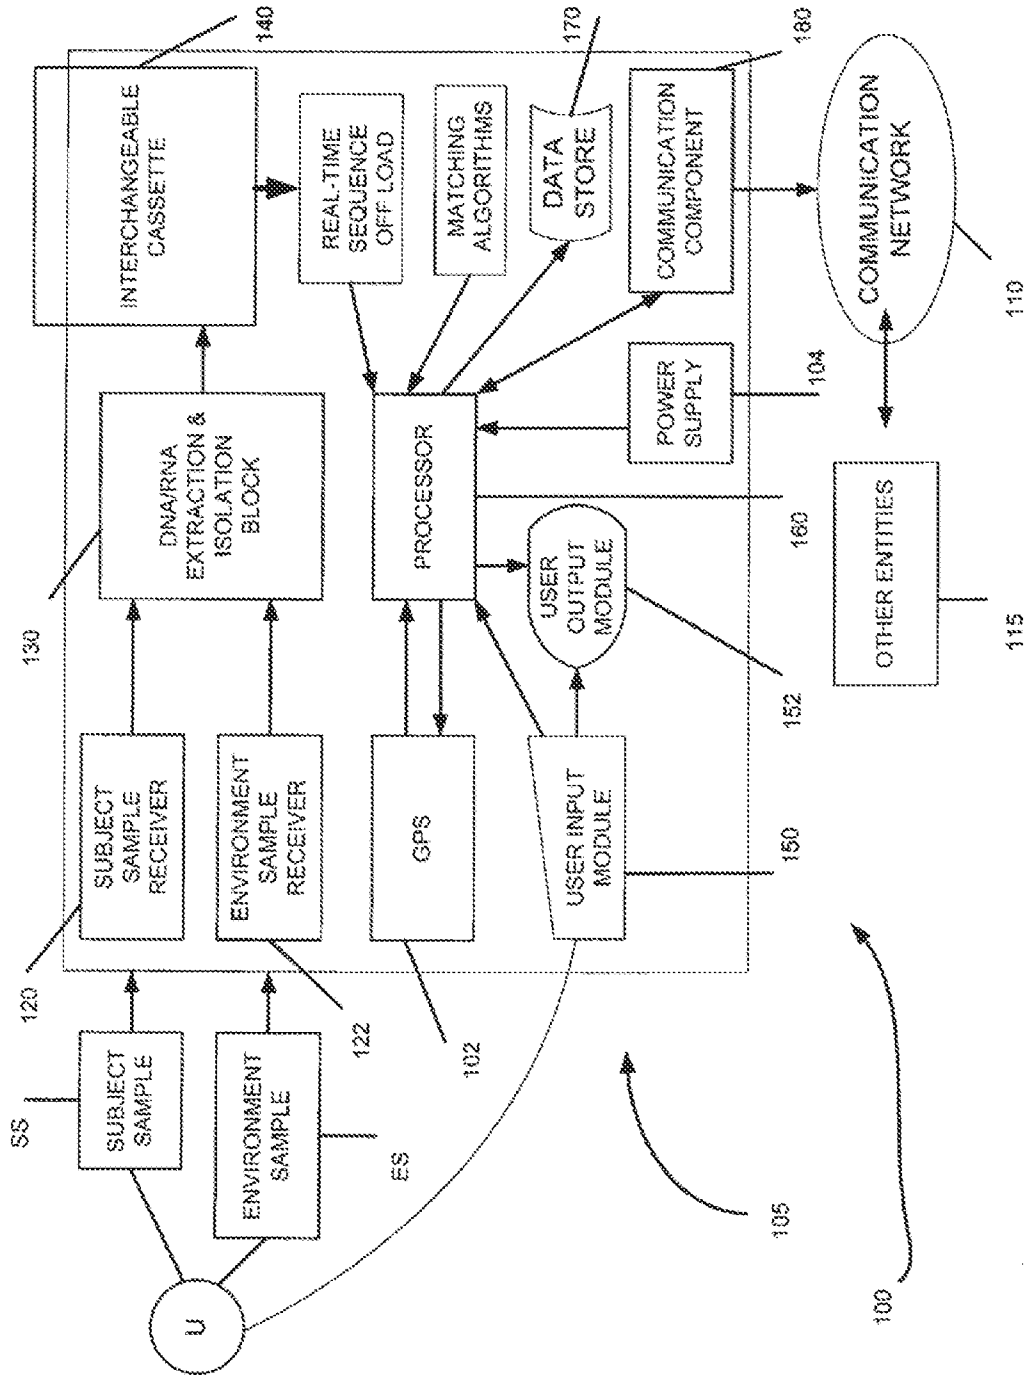 140
170
180
INTERCHANGEABLE
CASSETTE
REAL-TIME
SEQUENCE
OFF LOAD
MATCHING
ALGORITHMS
DATA
STORE
COMMUNICATION
COMPONENT
COMMUNICATION
NETWORK
110
130
DNA/RNA
EXTRACTION &
ISOLATION
BLOCK
PROCESSOR
160
POWER
SUPPLY
104
USER
OUTPUT
MODULE
152
OTHER ENTITIES
115
120
SUBJECT
SAMPLE
RECEIVER
ENVIRONMENT
SAMPLE
RECEIVER
122
GPS
102
USER INPUT
MODULE
150
SS
SUBJECT
SAMPLE
ENVIRONMENT
SAMPLE
ES
U
105
100